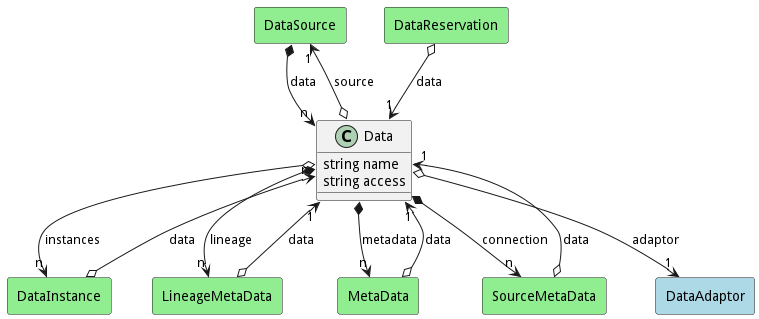 DataSource
DataReservation
1
data
source
data
n
1
C Data
string name
string access
1
1
1
instances
data
lineage
data
metadata
data
connection
data
adaptor
n
n
n
n
1
DataInstance
LineageMetaData
MetaData
SourceMetaData
DataAdaptor